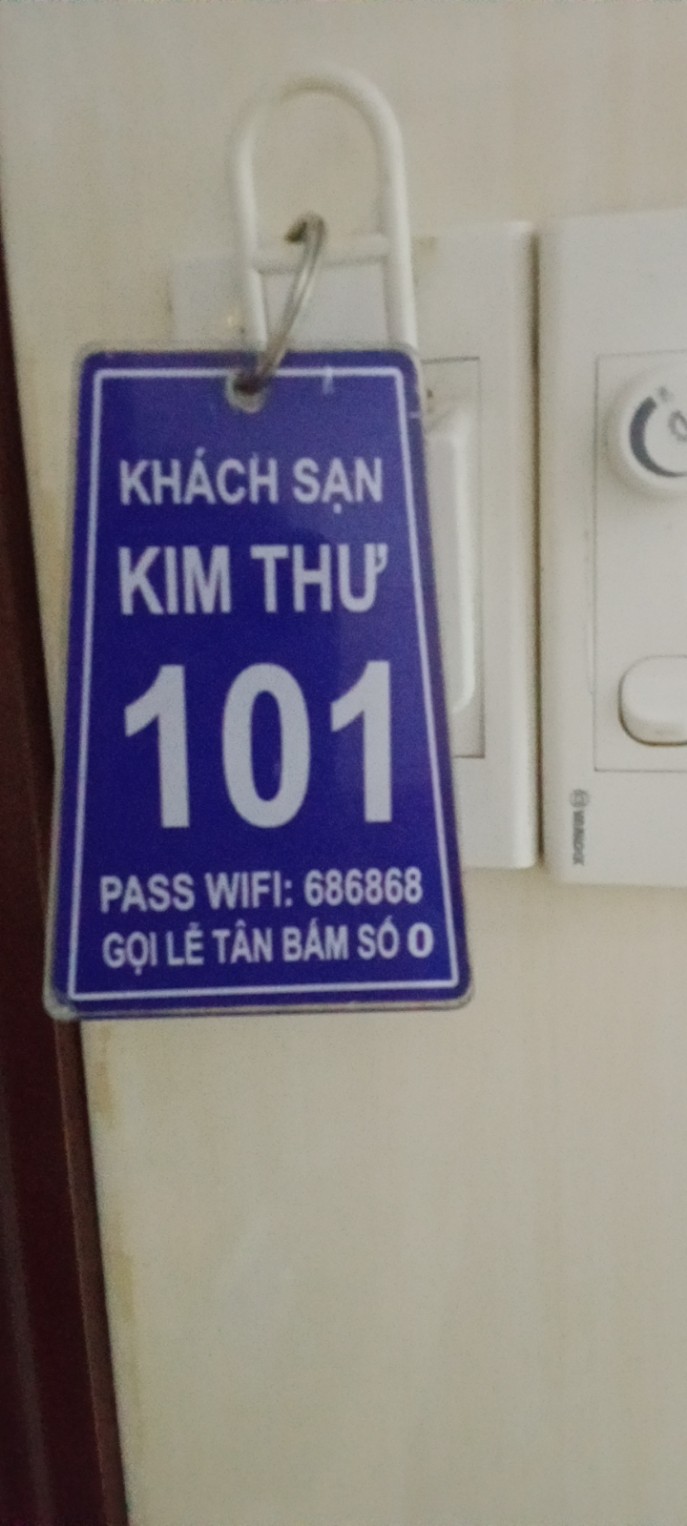 KHÁCH SẠN
KIM THƯ
101
PASS WIFI: 686868
GỌI LỄ TÂN BẤM SỐ 0